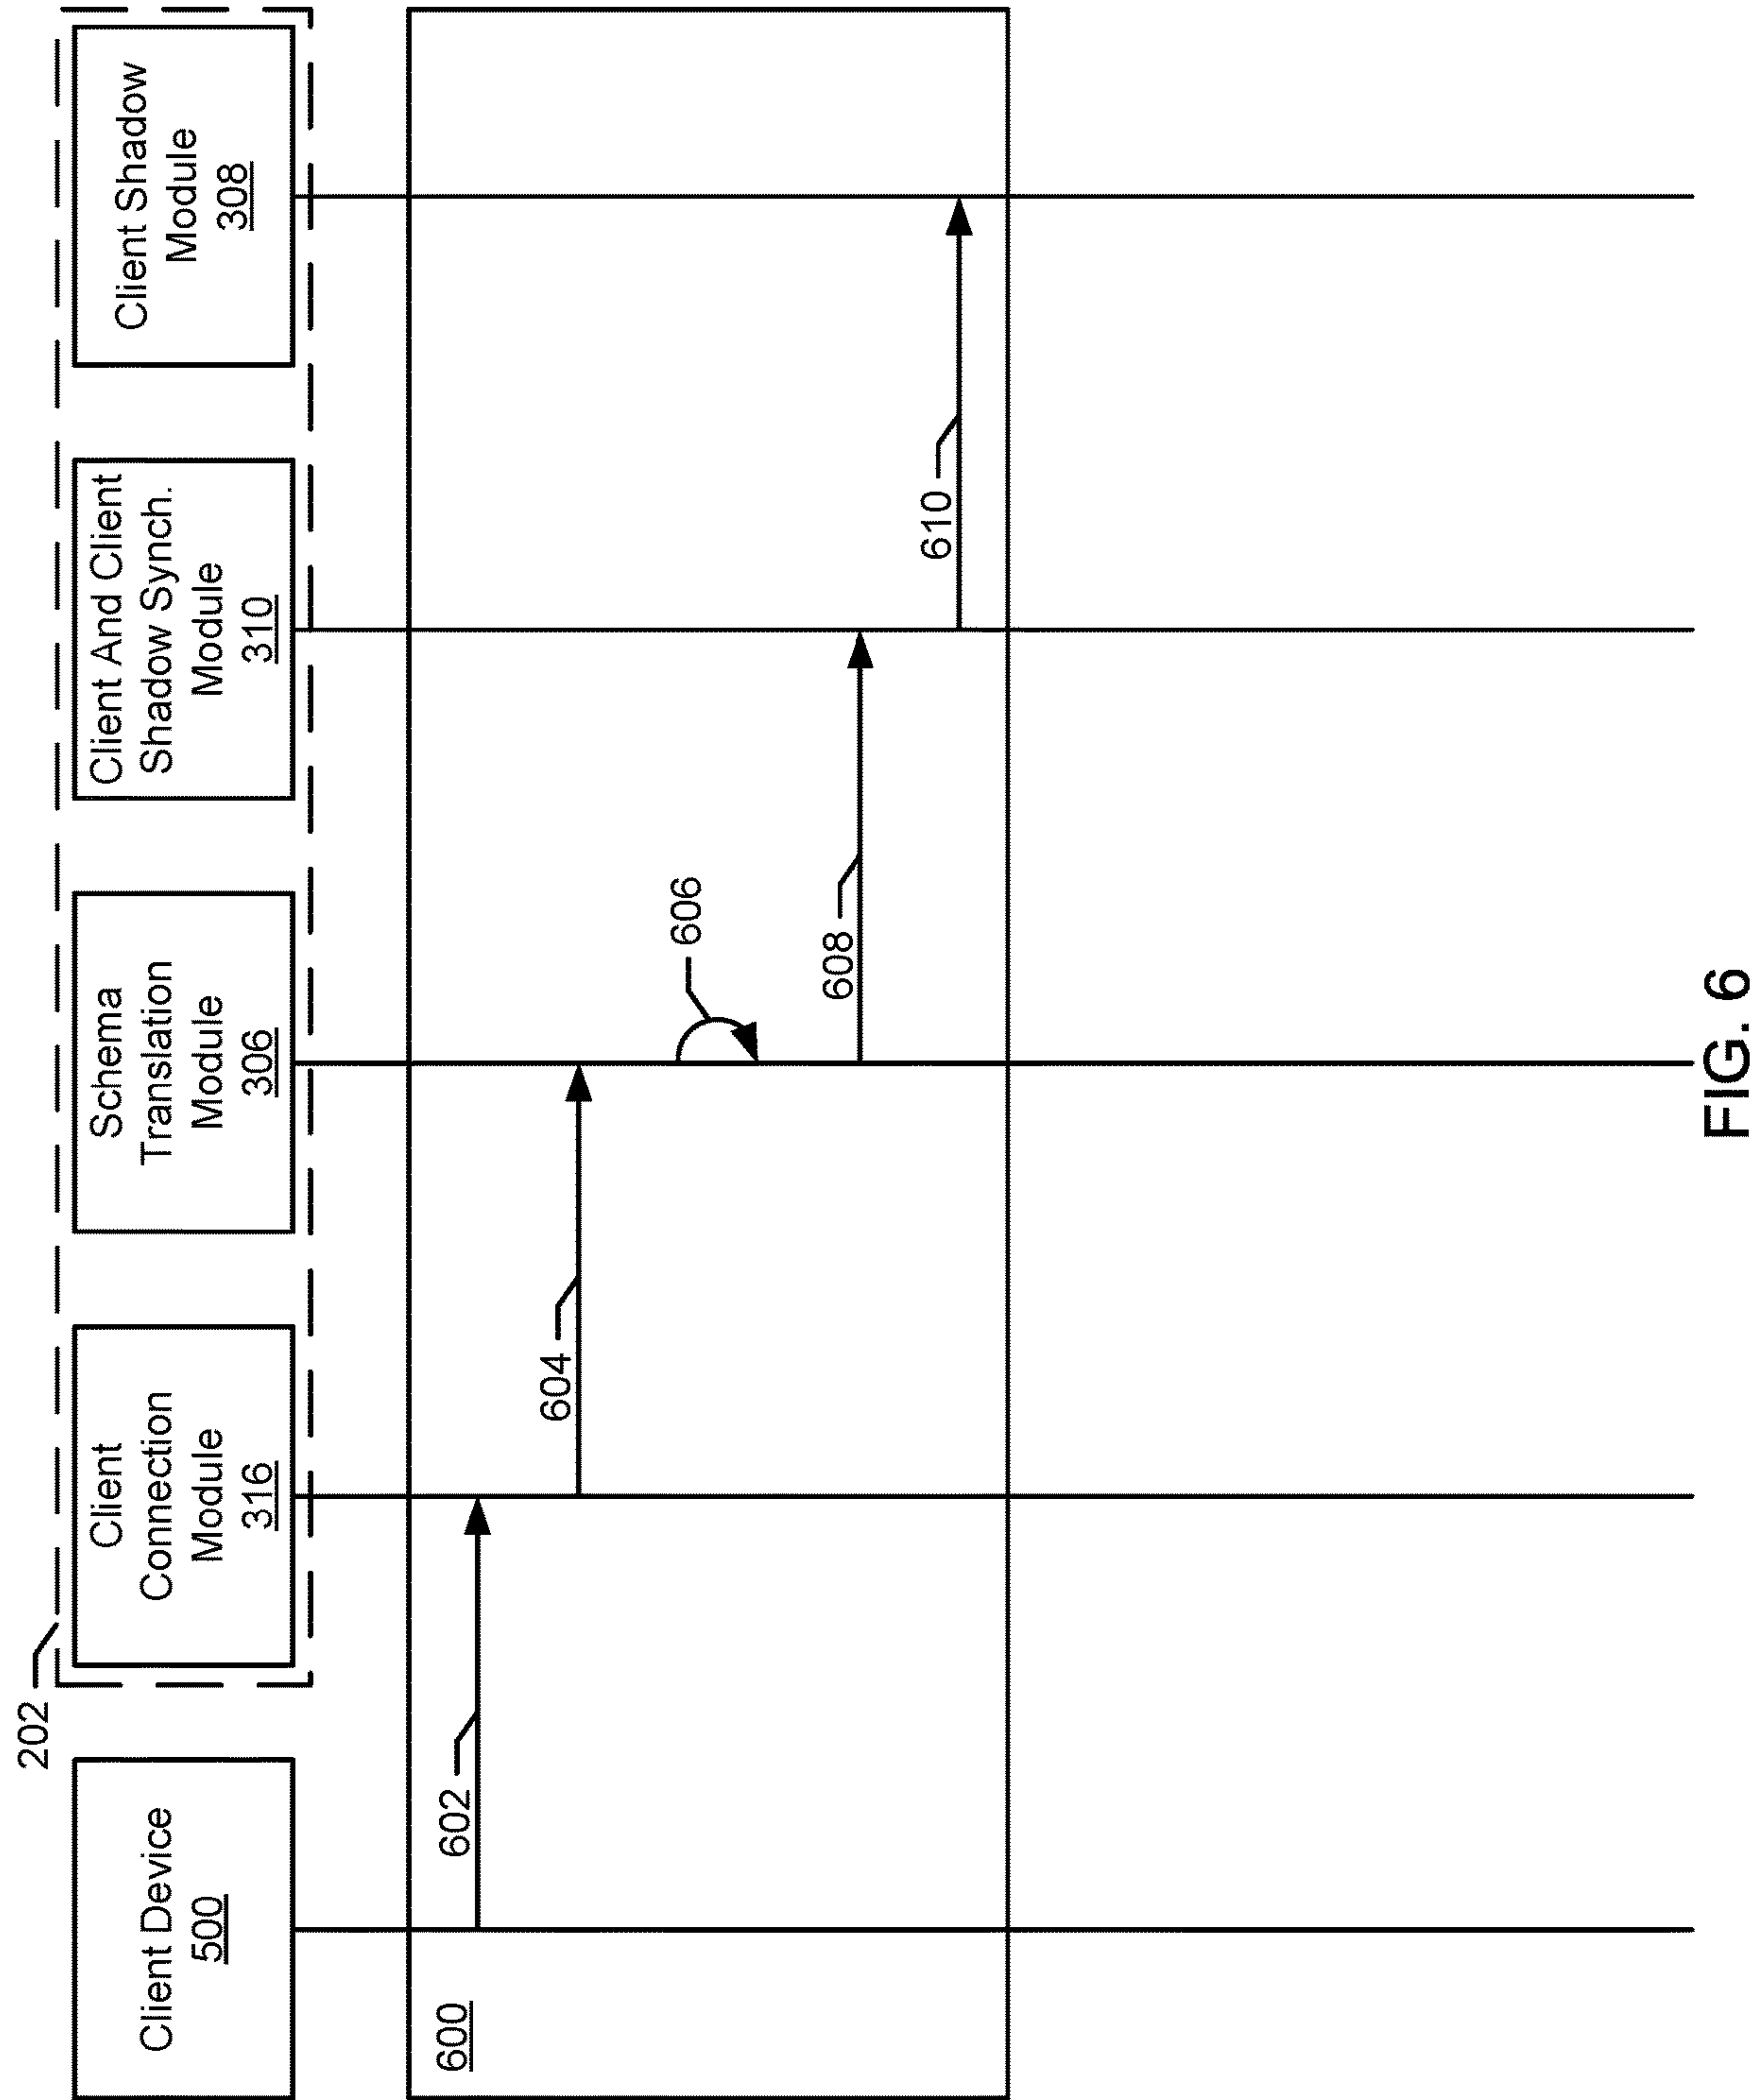 202
Client Device
500
Client
Connection
Module
316
Schema
Translation
Module
306
Client And Client
Shadow Synch.
Module
310
Client Shadow
Module
308
600
602
604
606
608
610
FIG. 6